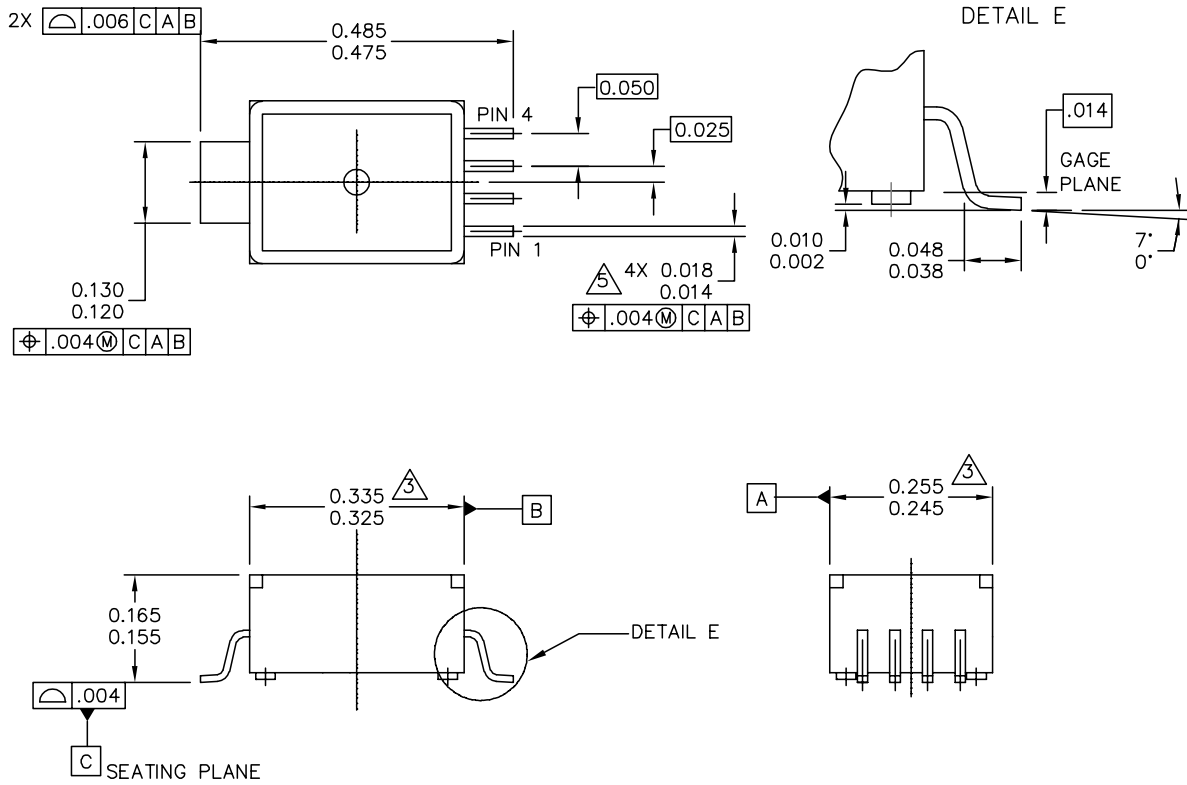 2X ⌓ .006 C A B
0.485
0.475
0.050
0.025
PIN 4
PIN 1
0.130
0.120
⌖ .004Ⓜ C A B
5 4X 0.018
0.014
⌖ .004Ⓜ C A B
DETAIL E
.014
GAGE
PLANE
0.010
0.002
0.048
0.038
7°
0°
0.335 3
0.325
B
0.165
0.155
DETAIL E
⌓ .004
C SEATING PLANE
A
0.255 3
0.245